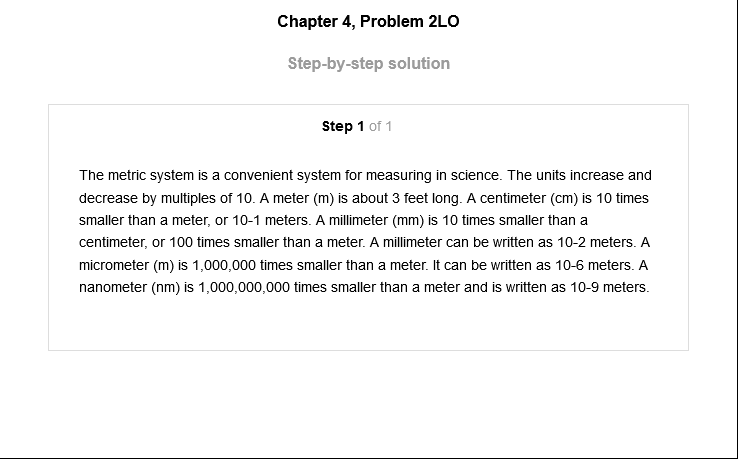 Chapter 4, Problem 2LO
Step-by-step solution
Step 1 of 1
The metric system is a convenient system for measuring in science. The units increase and
decrease by multiples of 10. A meter (m) is about 3 feet long. A centimeter (cm) is 10 times
smaller than a meter, or 10-1 meters. A millimeter (mm) is 10 times smaller than a
centimeter, or 100 times smaller than a meter. A millimeter can be written as 10-2 meters. A
micrometer (m) is 1,000,000 times smaller than a meter. It can be written as 10-6 meters. A
nanometer (nm) is 1,000,000,000 times smaller than a meter and is written as 10-9 meters.